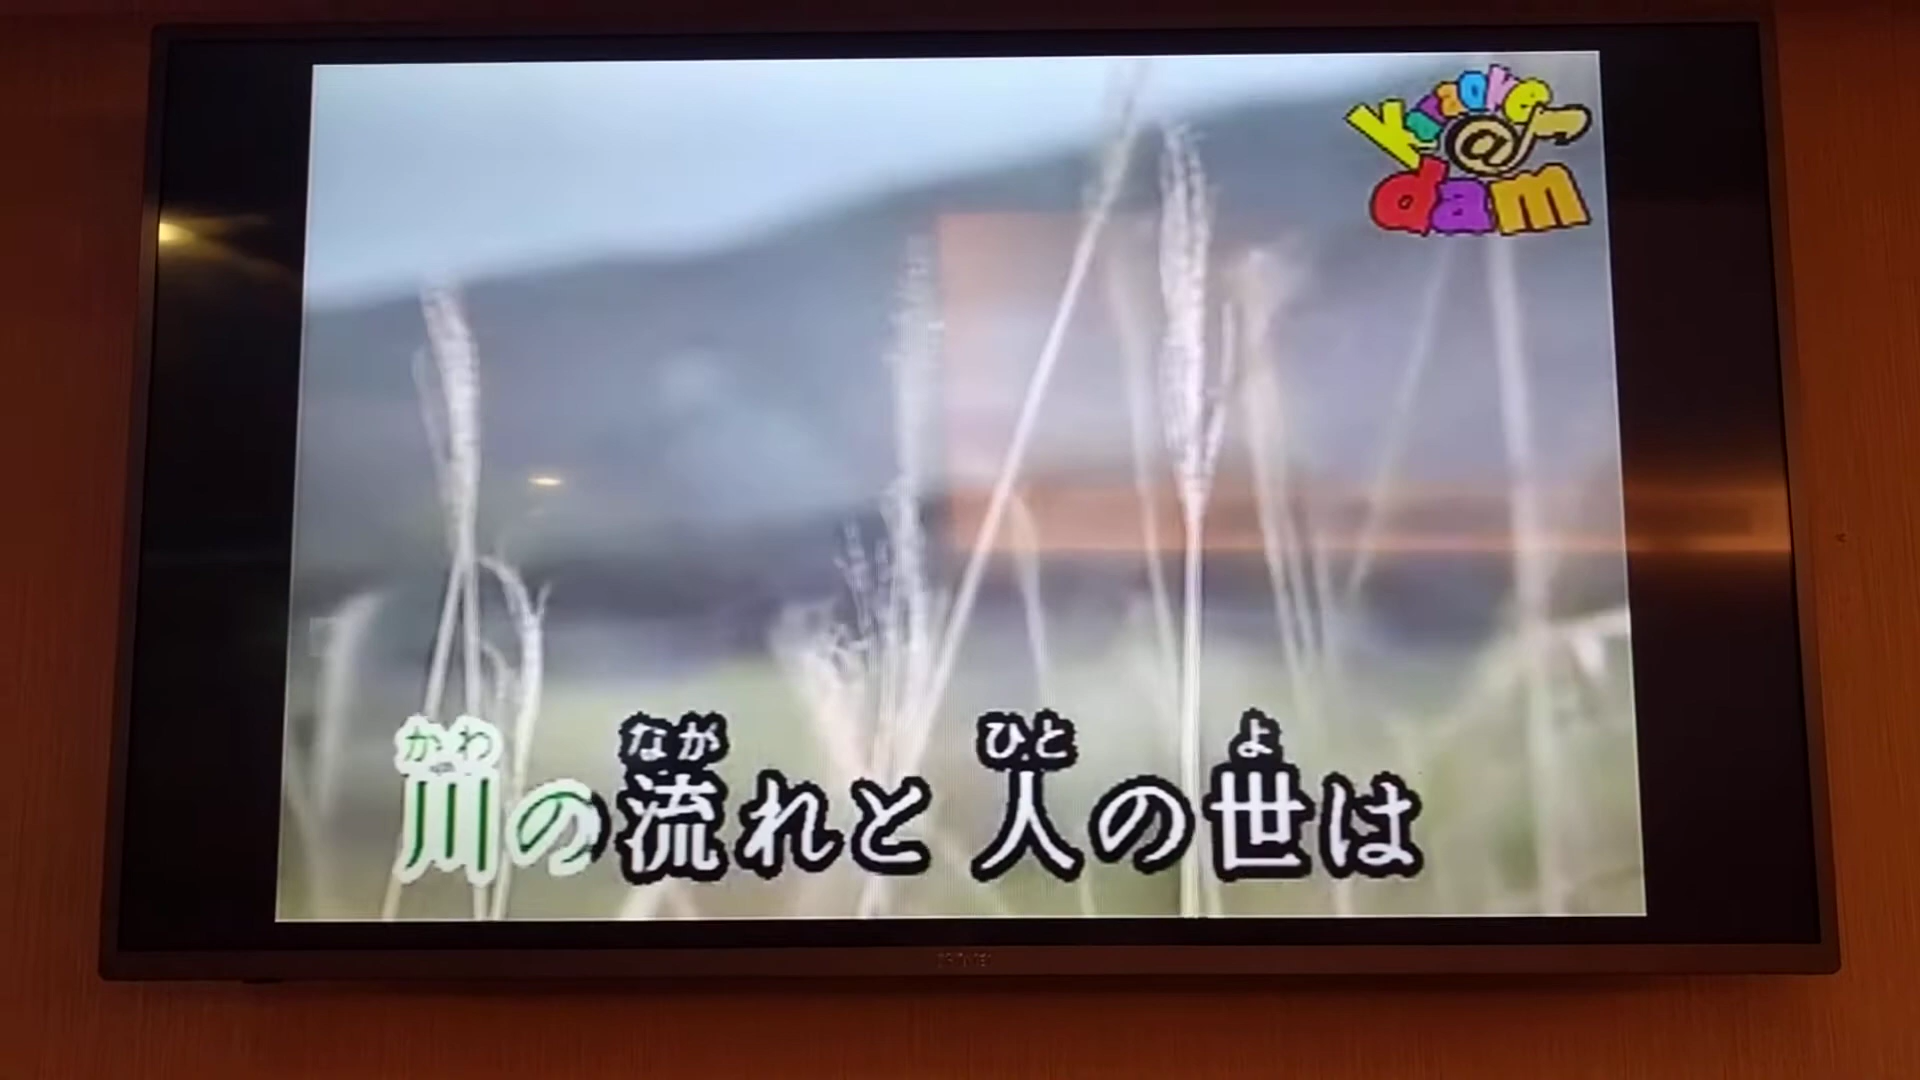 karaoke
@
dam
かわ なが ひと よ
川の流れと 人の世は